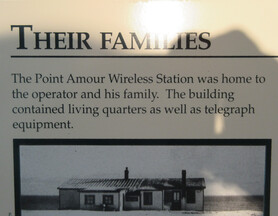 THEIR FAMILIES
The Point Amour Wireless Station was home to
the operator and his family. The building
contained living quarters as well as telegraph
equipment.